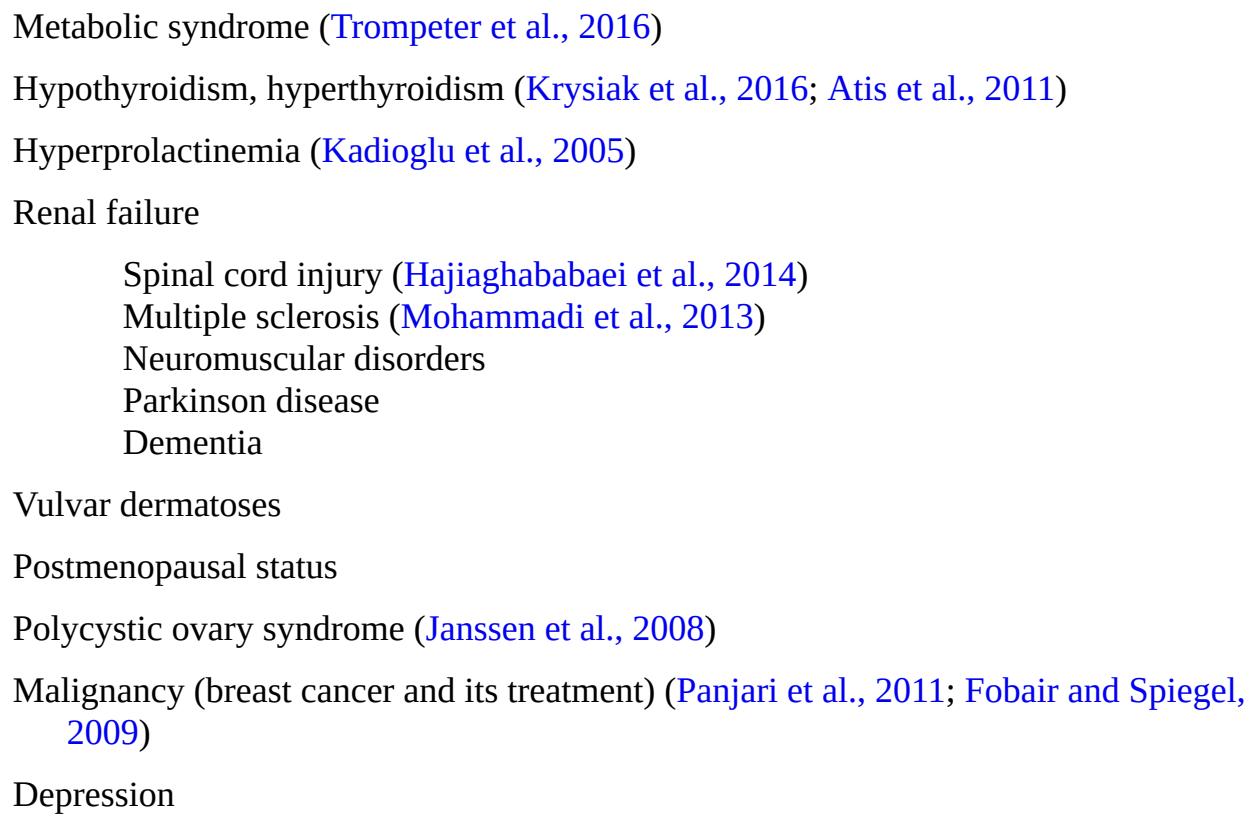 Metabolic syndrome (Trompeter et al., 2016)
Hypothyroidism, hyperthyroidism (Krysiak et al., 2016; Atis et al., 2011)
Hyperprolactinemia (Kadioglu et al., 2005)
Renal failure
Spinal cord injury (Hajiaghababaei et al., 2014)
Multiple sclerosis (Mohammadi et al., 2013)
Neuromuscular disorders
Parkinson disease
Dementia
Vulvar dermatoses
Postmenopausal status
Polycystic ovary syndrome (Janssen et al., 2008)
Malignancy (breast cancer and its treatment) (Panjari et al., 2011; Fobair and Spiegel,
2009)
Depression